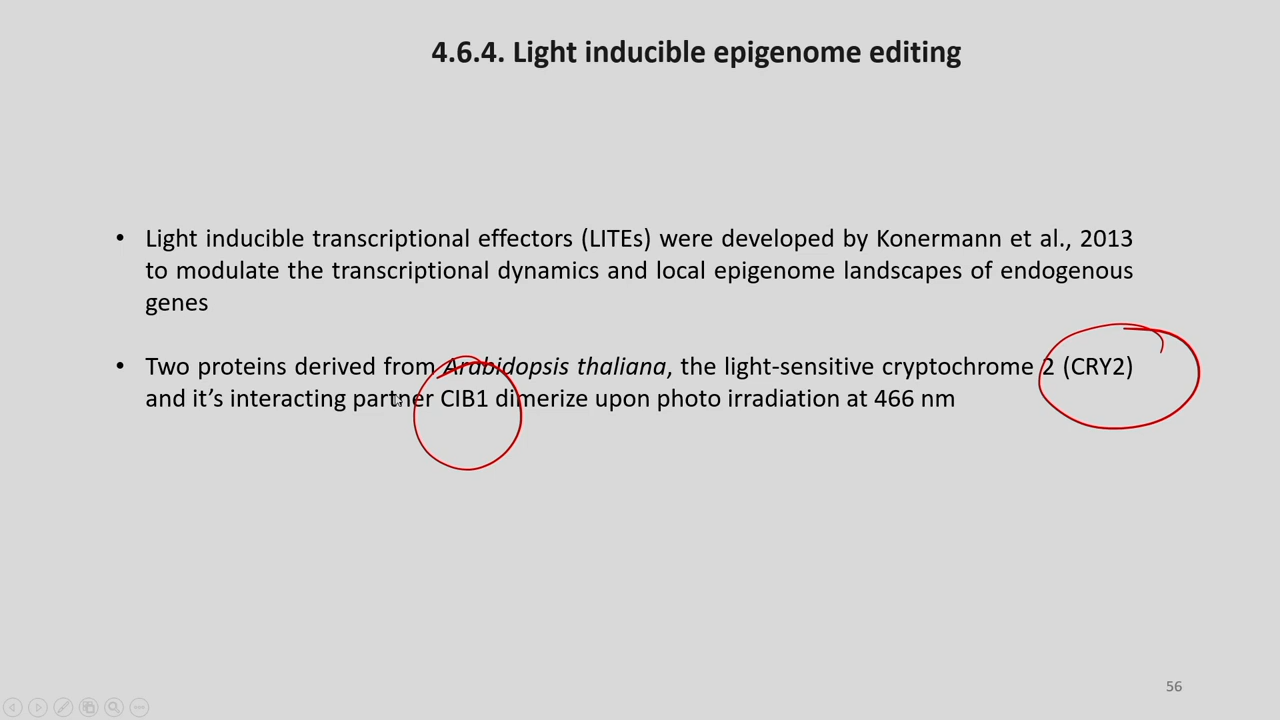 4.6.4. Light inducible epigenome editing
• Light inducible transcriptional effectors (LITEs) were developed by Konermann et al., 2013
to modulate the transcriptional dynamics and local epigenome landscapes of endogenous
genes
• Two proteins derived from Arabidopsis thaliana, the light-sensitive cryptochrome 2 (CRY2)
and it’s interacting partner CIB1 dimerize upon photo irradiation at 466 nm
56